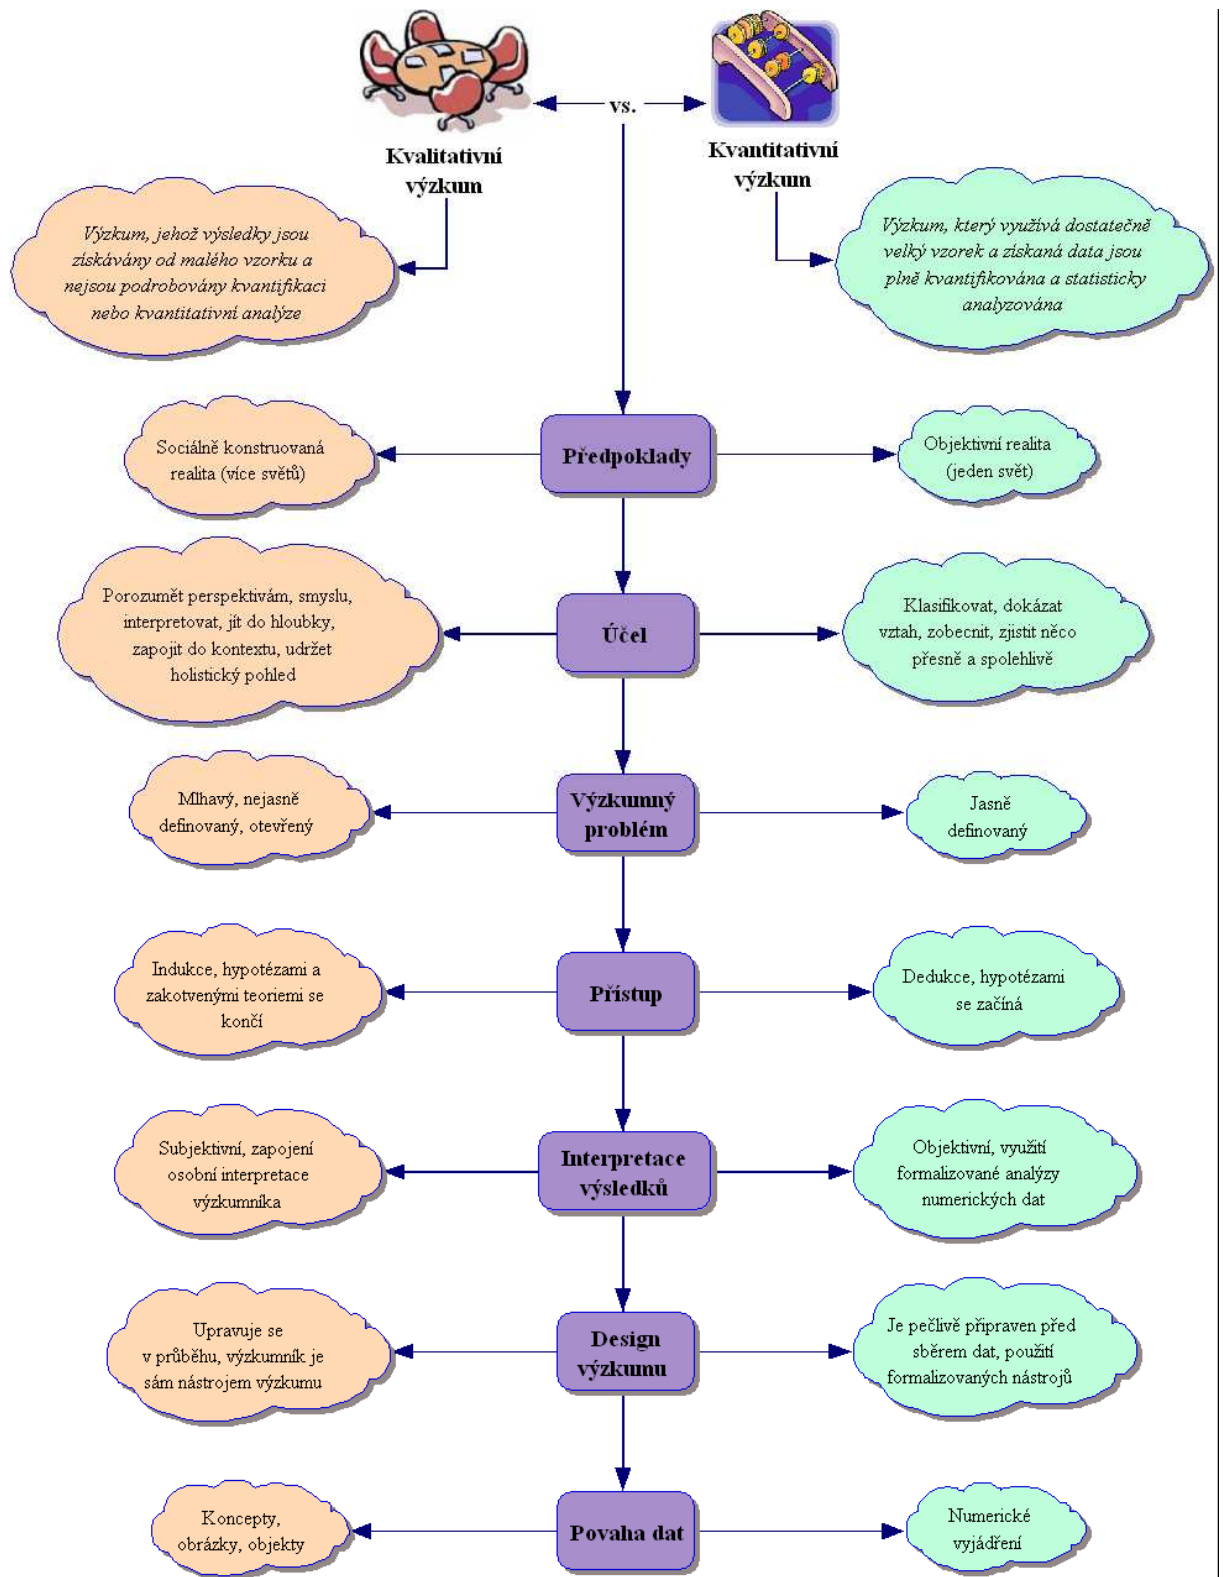 vs.
Kvalitativní
výzkum
Kvantitativní
výzkum
Výzkum, jehož výsledky jsou
získávány od malého vzorku a
nejsou podrobovány kvantifikaci
nebo kvantitativní analýze
Výzkum, který využívá dostatečně
velký vzorek a získaná data jsou
plně kvantifikována a statisticky
analyzována
Sociálně konstruovaná
realita (více světů)
Předpoklady
Objektivní realita
(jeden svět)
Porozumět perspektivám, smyslu,
interpretovat, jít do hloubky,
zapojit do kontextu, udržet
holistický pohled
Účel
Klasifikovat, dokázat
vztah, zobecnit, zjistit něco
přesně a spolehlivě
Mlhavý, nejasně
definovaný, otevřený
Výzkumný
problém
Jasně
definovaný
Indukce, hypotézami a
zakotvenými teoriemi se
končí
Přístup
Dedukce, hypotézami
se začíná
Subjektivní, zapojení
osobní interpretace
výzkumníka
Interpretace
výsledků
Objektivní, využití
formalizované analýzy
numerických dat
Upravuje se
v průběhu, výzkumník je
sám nástrojem výzkumu
Design
výzkumu
Je pečlivě připraven před
sběrem dat, použití
formalizovaných nástrojů
Koncepty,
obrázky, objekty
Povaha dat
Numerické
vyjádření